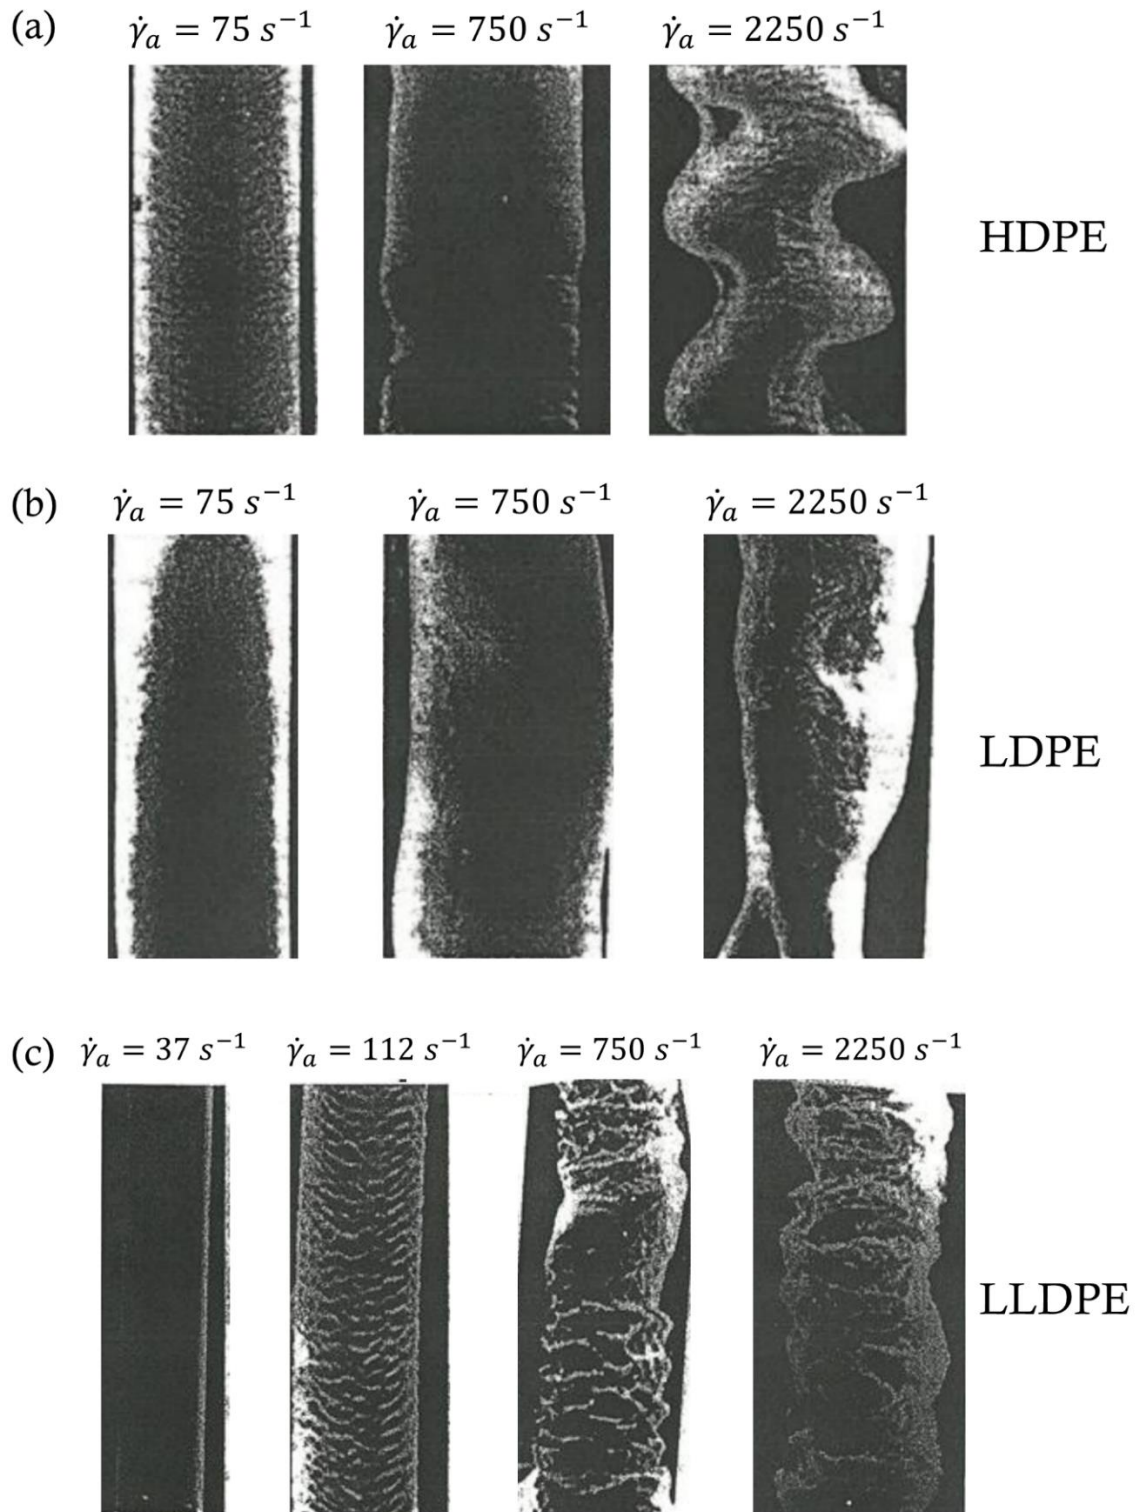 (a) γ̇ₐ = 75 s⁻¹ γ̇ₐ = 750 s⁻¹ γ̇ₐ = 2250 s⁻¹
HDPE
(b) γ̇ₐ = 75 s⁻¹ γ̇ₐ = 750 s⁻¹ γ̇ₐ = 2250 s⁻¹
LDPE
(c) γ̇ₐ = 37 s⁻¹ γ̇ₐ = 112 s⁻¹ γ̇ₐ = 750 s⁻¹ γ̇ₐ = 2250 s⁻¹
LLDPE